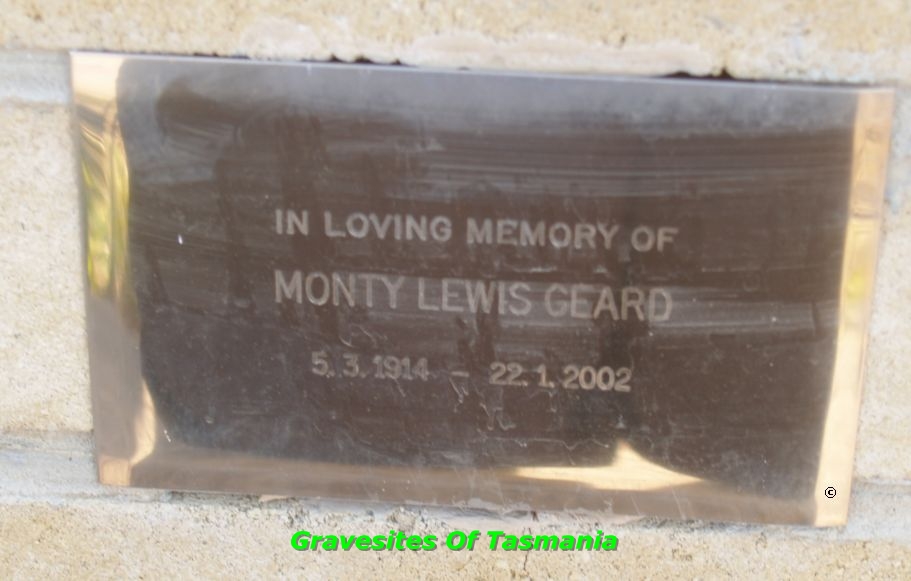 IN LOVING MEMORY OF
MONTY LEWIS GEARD
5. 3. 1914 – 22. 1. 2002
©
Gravesites Of Tasmania